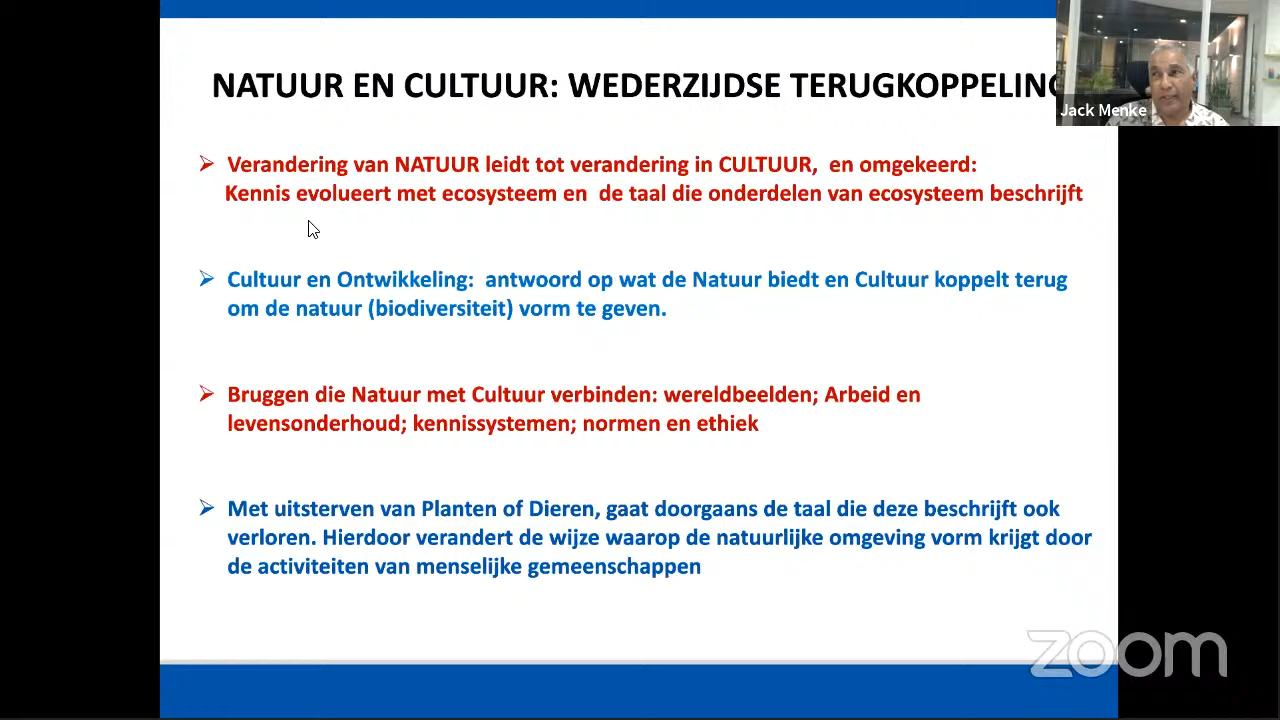 NATUUR EN CULTUUR: WEDERZIJDSE TERUGKOPPELING
Jack Menke
Verandering van NATUUR leidt tot verandering in CULTUUR, en omgekeerd:
Kennis evolueert met ecosysteem en de taal die onderdelen van ecosysteem beschrijft
Cultuur en Ontwikkeling: antwoord op wat de Natuur biedt en Cultuur koppelt terug
om de natuur (biodiversiteit) vorm te geven.
Bruggen die Natuur met Cultuur verbinden: wereldbeelden; Arbeid en
levensonderhoud; kennissystemen; normen en ethiek
Met uitsterven van Planten of Dieren, gaat doorgaans de taal die deze beschrijft ook
verloren. Hierdoor verandert de wijze waarop de natuurlijke omgeving vorm krijgt door
de activiteiten van menselijke gemeenschappen
zoom